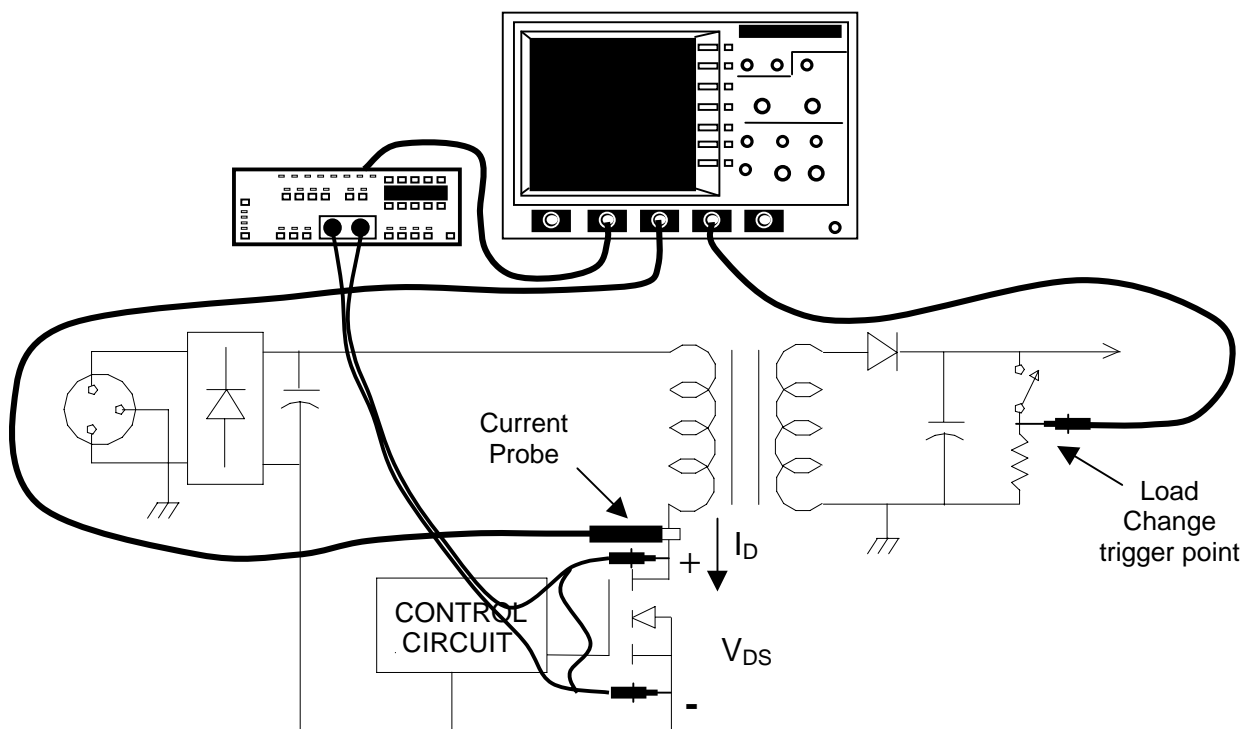 Current
Probe
Load
Change
trigger point
I_D
+
CONTROL
CIRCUIT
V_DS
-